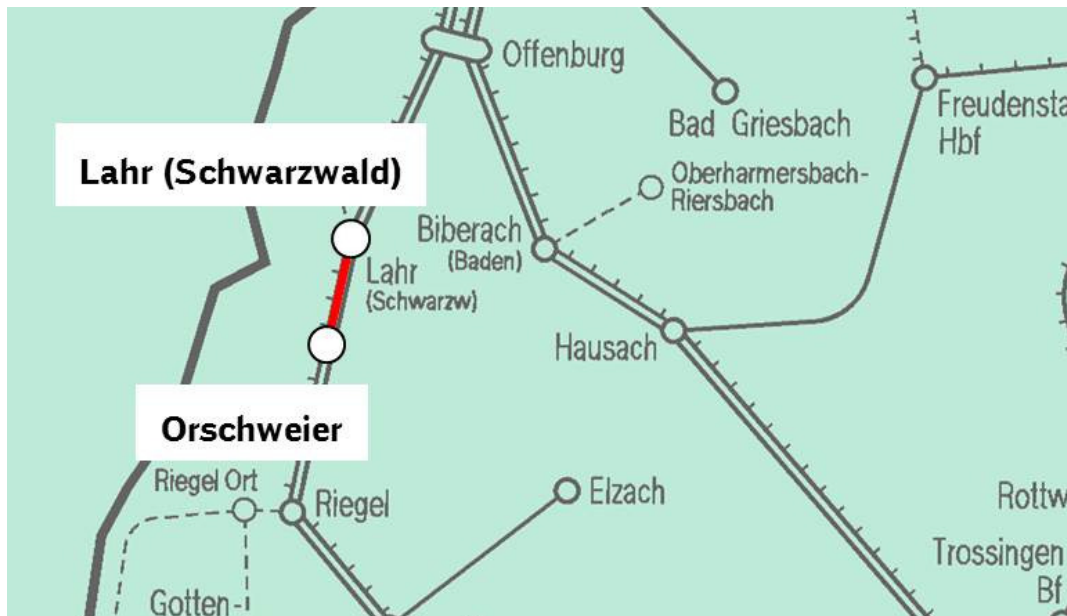 Offenburg
Bad Griesbach
Freudensta
Hbf
Lahr (Schwarzwald)
Oberharmersbach-
Riersbach
Biberach
(Baden)
Lahr
(Schwarzw)
Hausach
Orschweier
Riegel Ort
Riegel
Elzach
Rottw
Trossingen
Bf
Gotten-